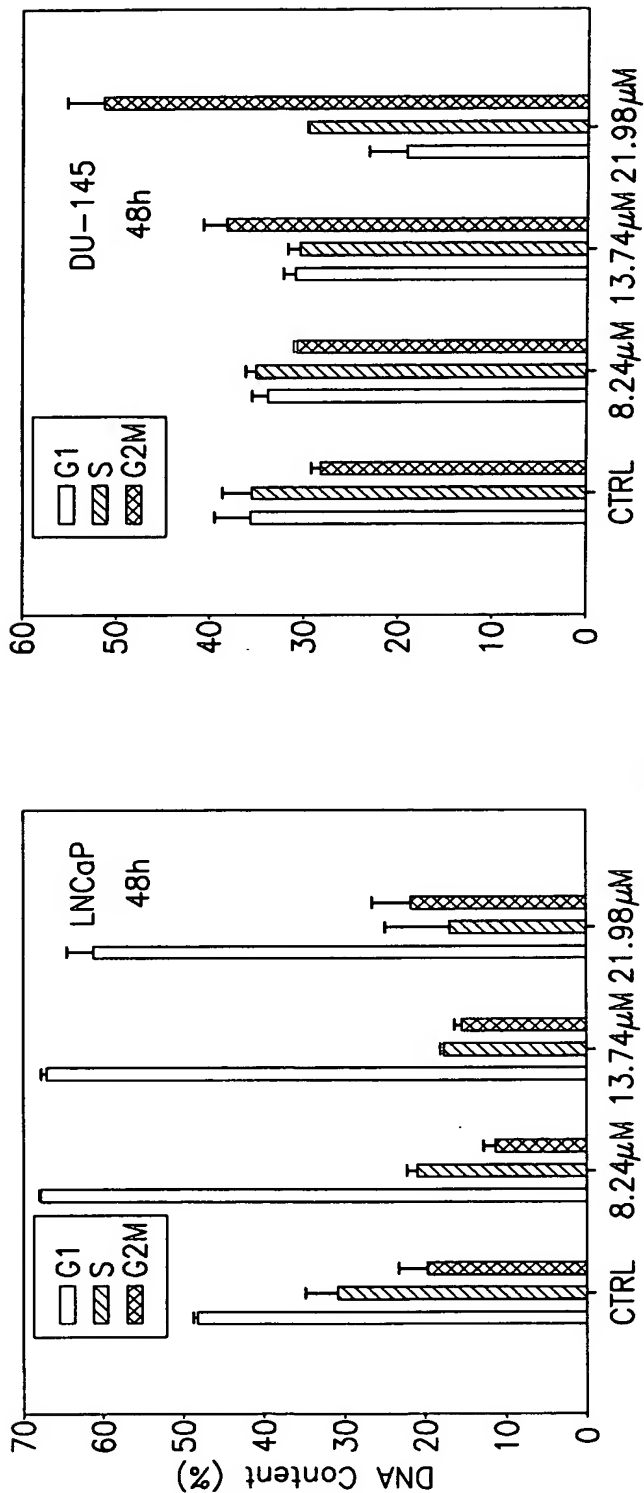 LNCaP
48h
G1
S
G2M
DNA Content (%)
70
60
50
40
30
20
10
0
CTRL 8.24μM 13.74μM 21.98μM
DU-145
48h
G1
S
G2M
60
50
40
30
20
10
0
CTRL 8.24μM 13.74μM 21.98μM